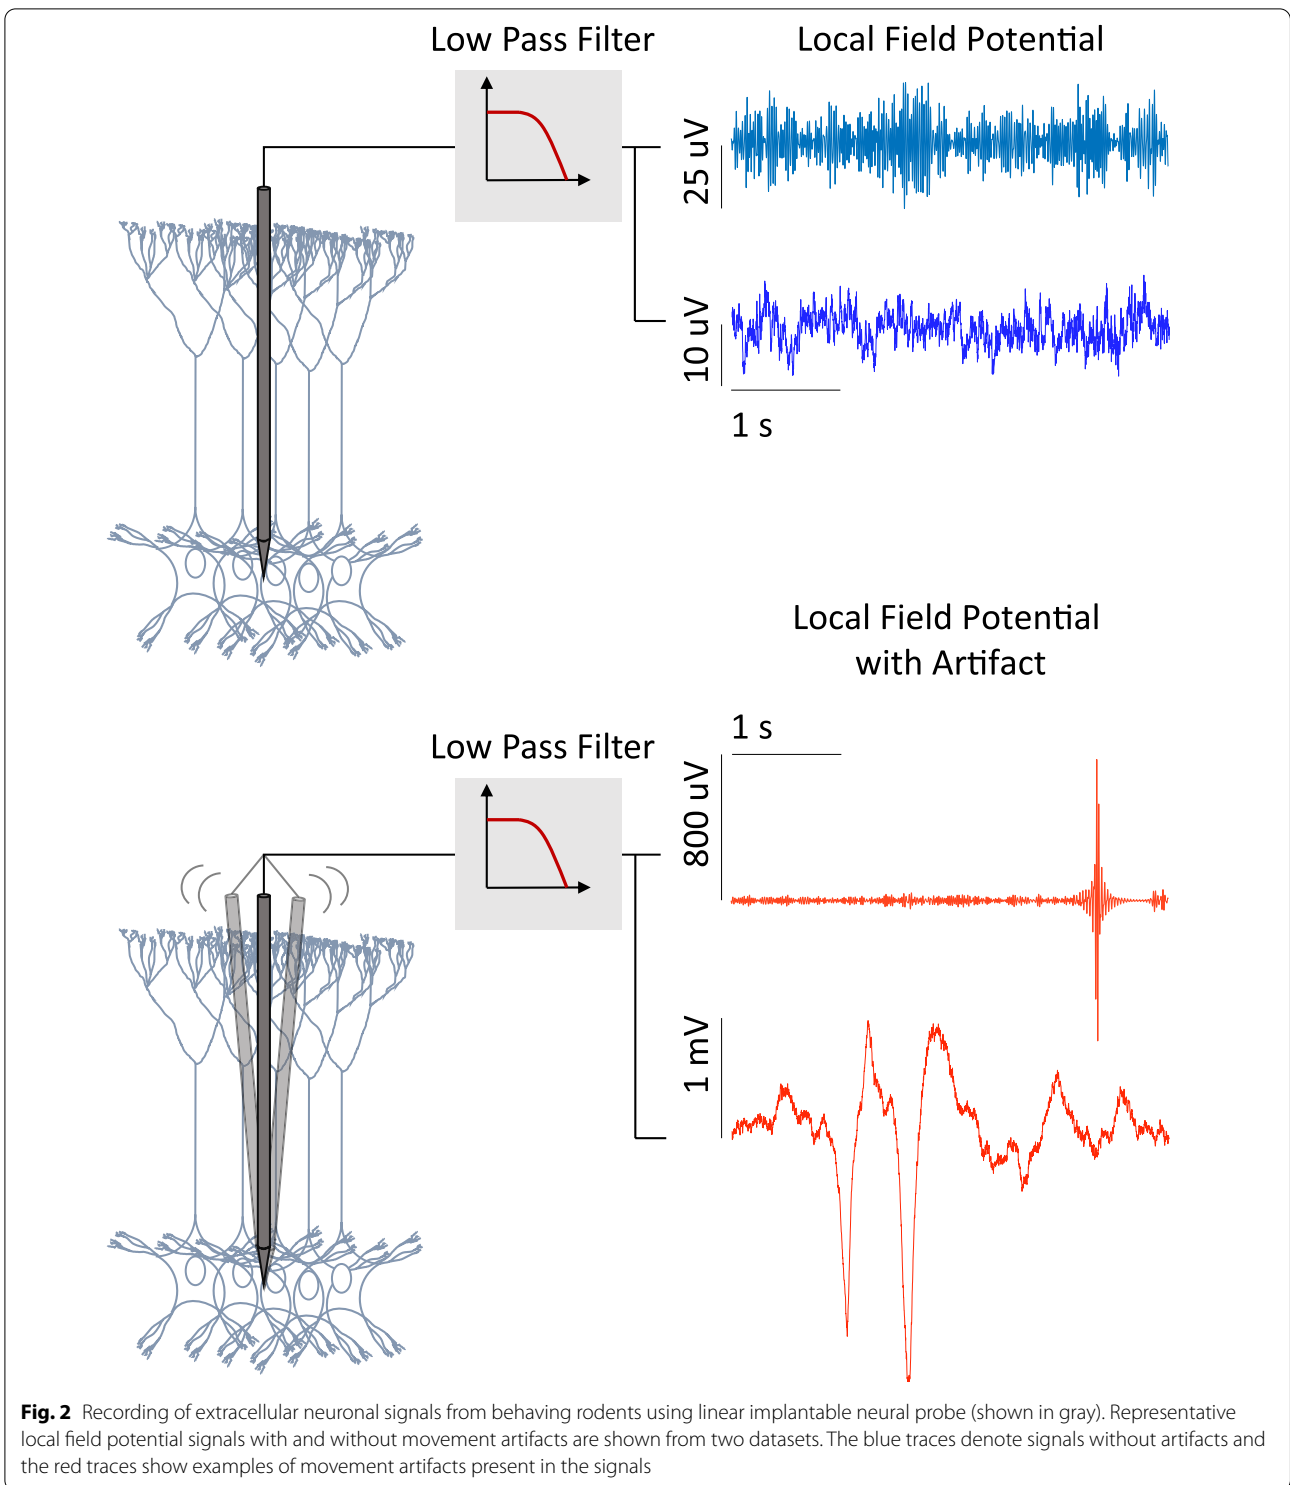 Low Pass Filter
Local Field Potential
25 uV
10 uV
1 s
Local Field Potential
with Artifact
1 s
Low Pass Filter
800 uV
1 mV
Fig. 2 Recording of extracellular neuronal signals from behaving rodents using linear implantable neural probe (shown in gray). Representative
local field potential signals with and without movement artifacts are shown from two datasets. The blue traces denote signals without artifacts and
the red traces show examples of movement artifacts present in the signals